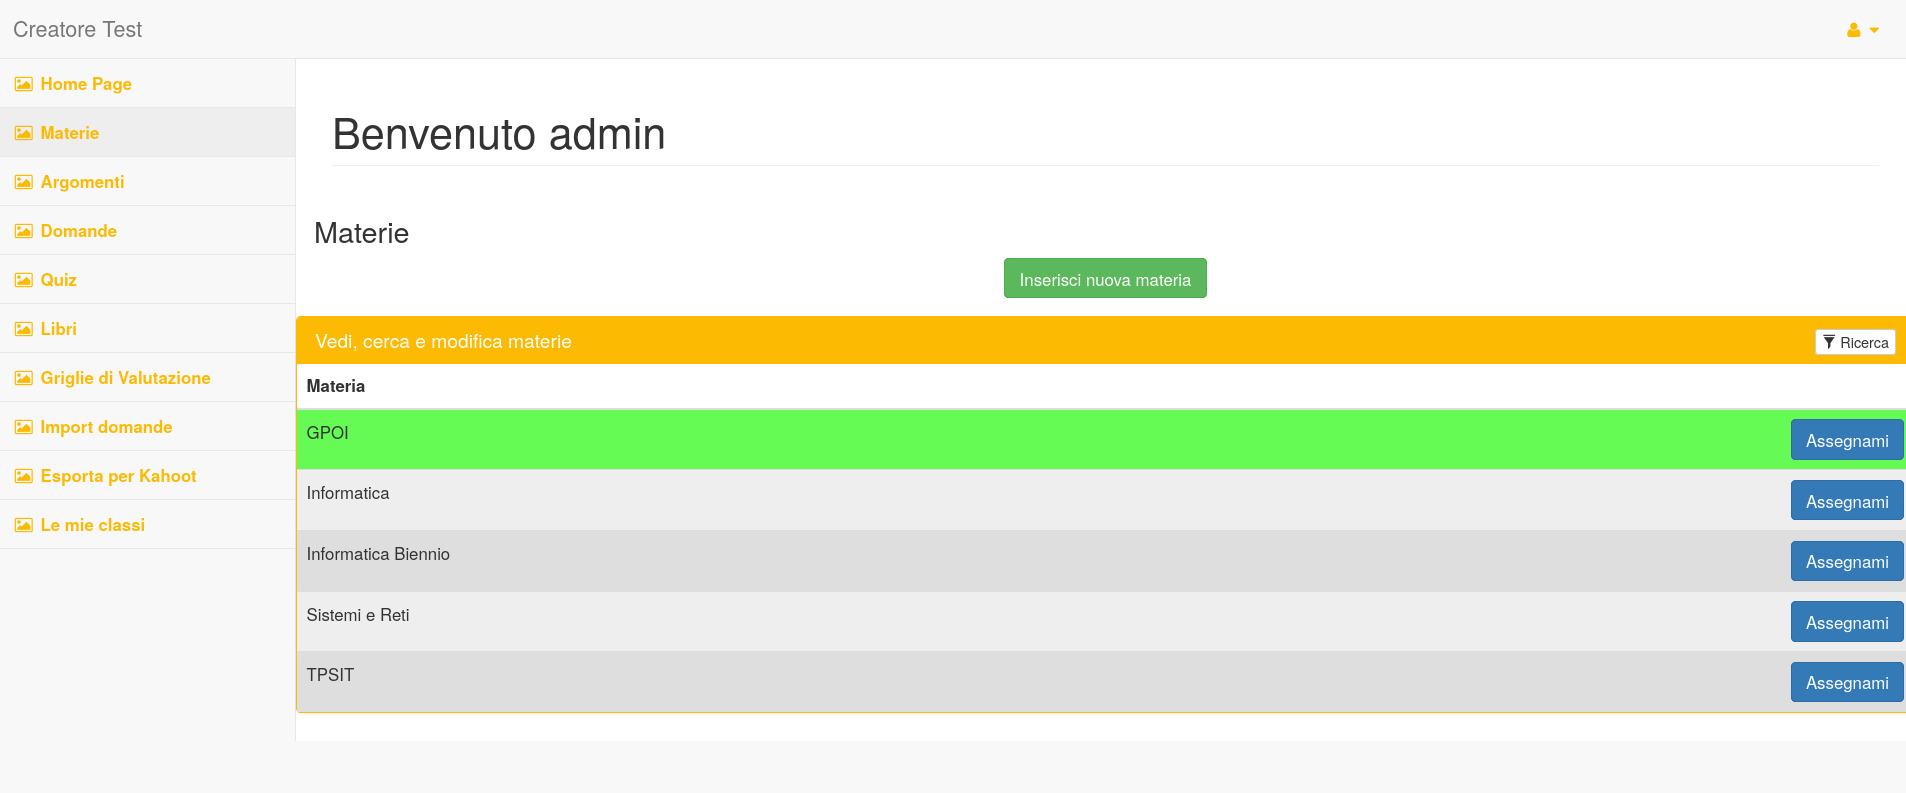 Creatore Test
Home Page
Materie
Argomenti
Domande
Quiz
Libri
Griglie di Valutazione
Import domande
Esporta per Kahoot
Le mie classi
Benvenuto admin
Materie
Inserisci nuova materia
Vedi, cerca e modifica materie Ricerca
Materia
GPOI Assegnami
Informatica Assegnami
Informatica Biennio Assegnami
Sistemi e Reti Assegnami
TPSIT Assegnami